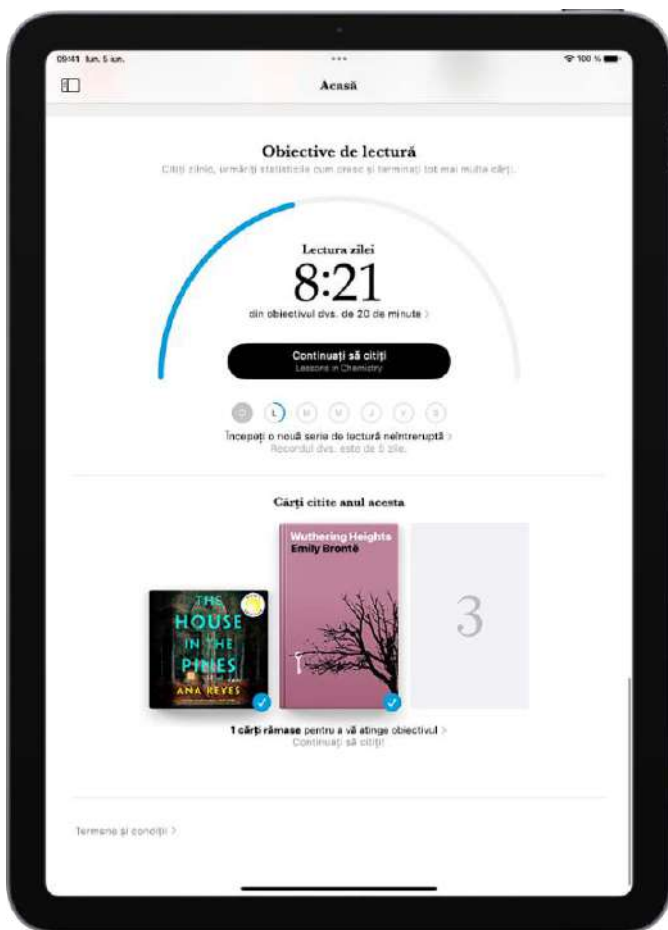 09:41 lun. 5 iun.
100 %
Acasă
Obiective de lectură
Citiți zilnic, urmăriți statisticile cum cresc și terminați tot mai multe cărți.
Lectura zilei
8:21
din obiectivul dvs. de 20 de minute >
Continuați să citiți
Lessons in Chemistry
D L M M J V S
Începeți o nouă serie de lectură neîntreruptă >
Recordul dvs. este de 5 zile.
Cărți citite anul acesta
Wuthering Heights
Emily Brontë
THE
HOUSE
IN THE
PINES
ANA REYES
3
1 cărți rămase pentru a vă atinge obiectivul >
Continuați să citiți!
Termene și condiții >